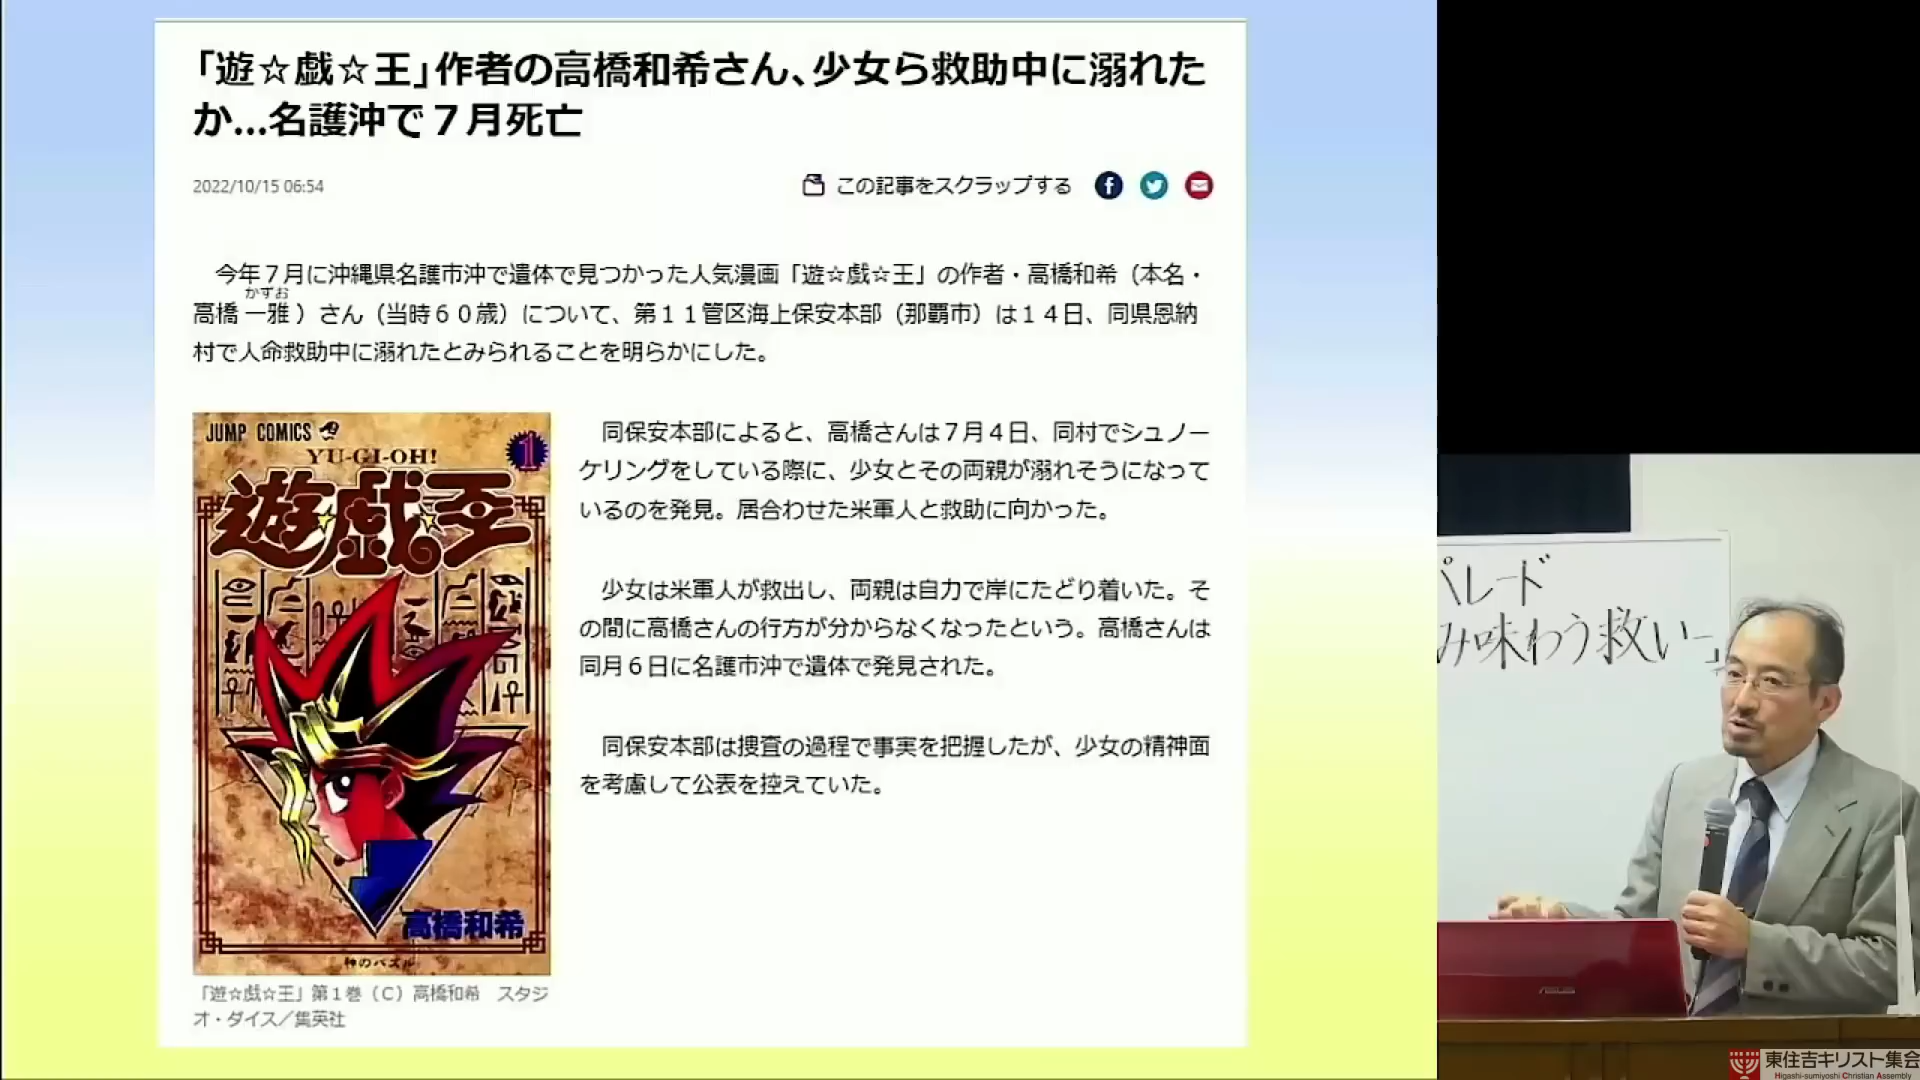 「遊☆戯☆王」作者の高橋和希さん、少女ら救助中に溺れた
か…名護沖で７月死亡
2022/10/15 06:54
この記事をスクラップする
今年７月に沖縄県名護市沖で遺体で見つかった人気漫画「遊☆戯☆王」の作者・高橋和希（本名・
かずお
高橋 一雅 ）さん（当時６０歳）について、第１１管区海上保安本部（那覇市）は１４日、同県恩納
村で人命救助中に溺れたとみられることを明らかにした。
JUMP COMICS
1
YU-GI-OH!
遊☆戯☆王
高橋和希
神のパズル
同保安本部によると、高橋さんは７月４日、同村でシュノー
ケリングをしている際に、少女とその両親が溺れそうになって
いるのを発見。居合わせた米軍人と救助に向かった。
少女は米軍人が救出し、両親は自力で岸にたどり着いた。そ
の間に高橋さんの行方が分からなくなったという。高橋さんは
同月６日に名護市沖で遺体で発見された。
同保安本部は捜査の過程で事実を把握したが、少女の精神面
を考慮して公表を控えていた。
「遊☆戯☆王」第１巻（Ｃ）高橋和希　スタジ
オ・ダイス／集英社
パレード
み味わう救い」
ASUS
東住吉キリスト集会
Higashi-sumiyoshi Christian Assembly